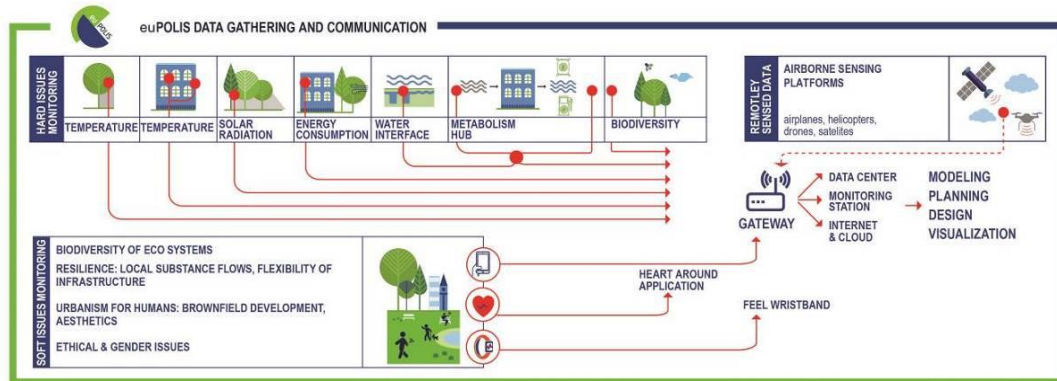 euPOLIS
euPOLIS DATA GATHERING AND COMMUNICATION
HARD ISSUES
MONITORING
TEMPERATURE
TEMPERATURE
SOLAR
RADIATION
ENERGY
CONSUMPTION
WATER
INTERFACE
METABOLISM
HUB
BIODIVERSITY
REMOTLEY
SENSED DATA
AIRBORNE SENSING
PLATFORMS
airplanes, helicopters,
drones, satelites
GATEWAY
DATA CENTER
MONITORING
STATION
INTERNET
& CLOUD
MODELING
PLANNING
DESIGN
VISUALIZATION
SOFT ISSUES MONITORING
BIODIVERSITY OF ECO SYSTEMS
RESILIENCE: LOCAL SUBSTANCE FLOWS, FLEXIBILITY OF
INFRASTRUCTURE
URBANISM FOR HUMANS: BROWNFIELD DEVELOPMENT,
AESTHETICS
ETHICAL & GENDER ISSUES
HEART AROUND
APPLICATION
FEEL WRISTBAND